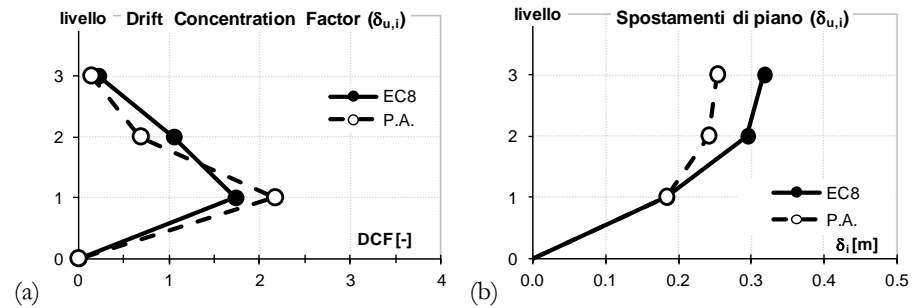 livello Drift Concentration Factor (δu,i)
3
2
1
0
EC8
P.A.
DCF [-]
0 1 2 3 4
(a)
livello Spostamenti di piano (δu,i)
3
2
1
0
EC8
P.A.
δi [m]
0.0 0.1 0.2 0.3 0.4 0.5
(b)